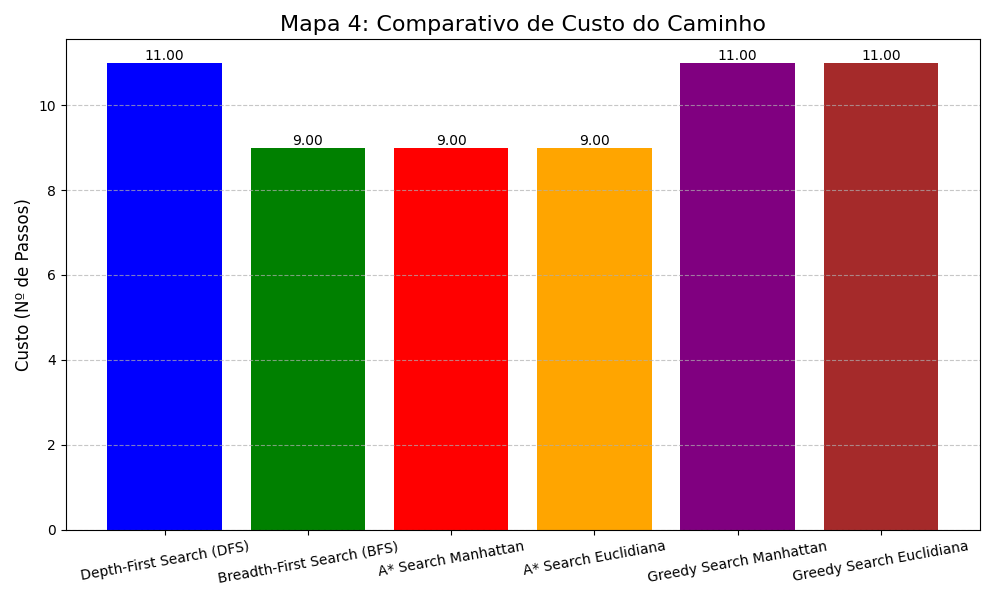 Mapa 4: Comparativo de Custo do Caminho
Custo (Nº de Passos)
10
8
6
4
2
0
11.00
9.00
9.00
9.00
11.00
11.00
Depth-First Search (DFS)
Breadth-First Search (BFS)
A* Search Manhattan
A* Search Euclidiana
Greedy Search Manhattan
Greedy Search Euclidiana